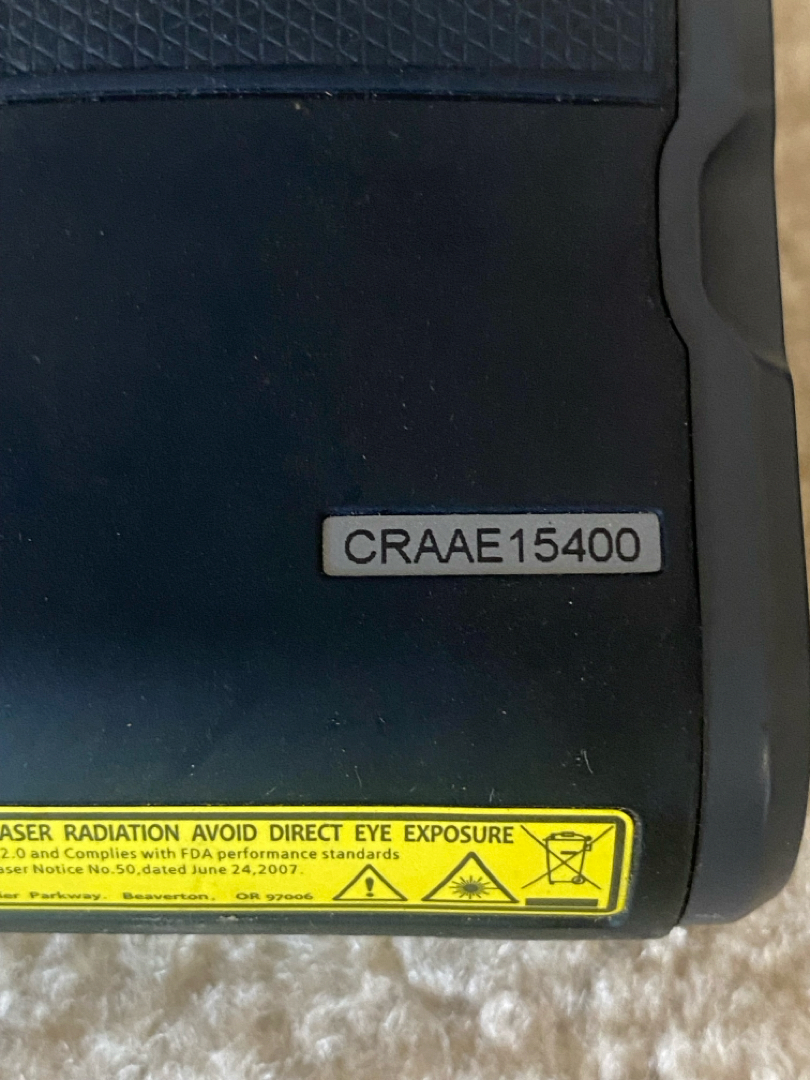 CRAAE15400
ASER RADIATION AVOID DIRECT EYE EXPOSURE
2.0 and Complies with FDA performance standards
aser Notice No.50,dated June 24,2007.
ier Parkway. Beaverton, OR 97006